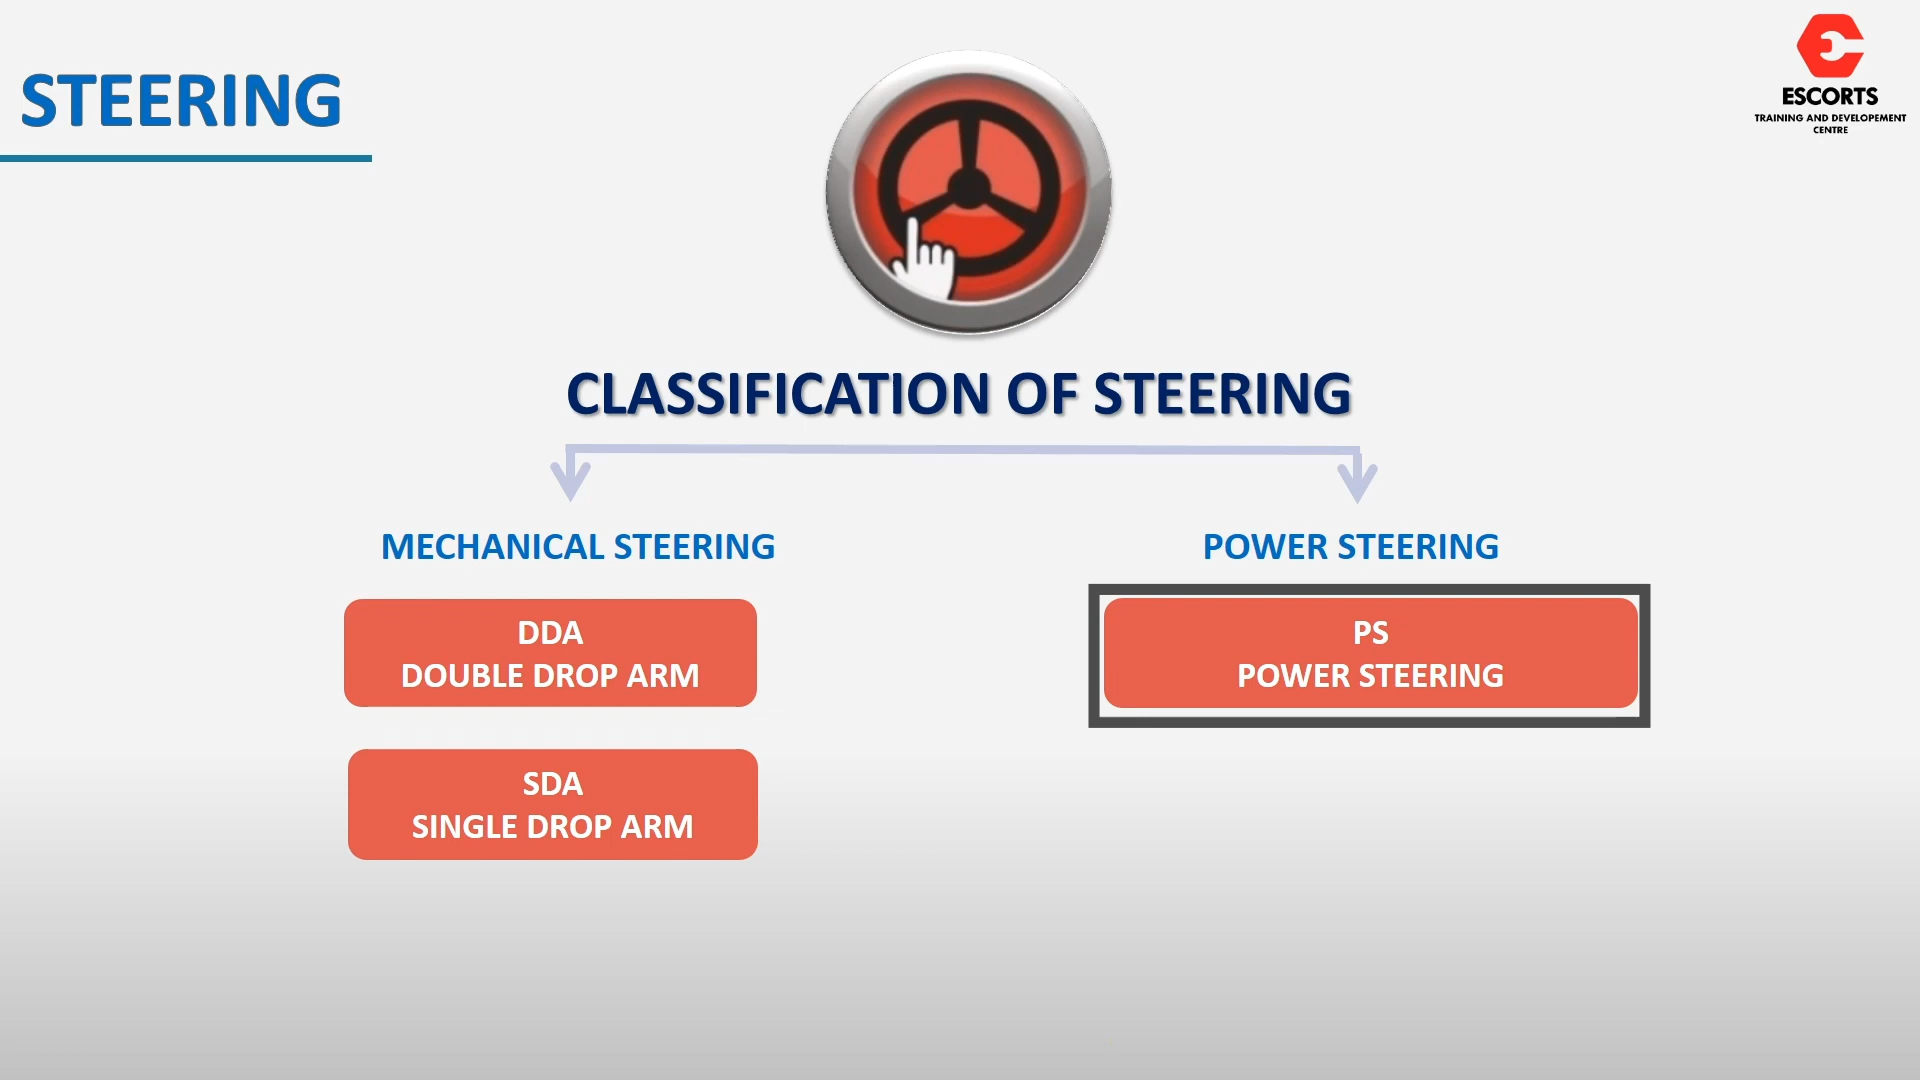 STEERING
ESCORTS
TRAINING AND DEVELOPEMENT
CENTRE
CLASSIFICATION OF STEERING
MECHANICAL STEERING
POWER STEERING
DDA
DOUBLE DROP ARM
PS
POWER STEERING
SDA
SINGLE DROP ARM